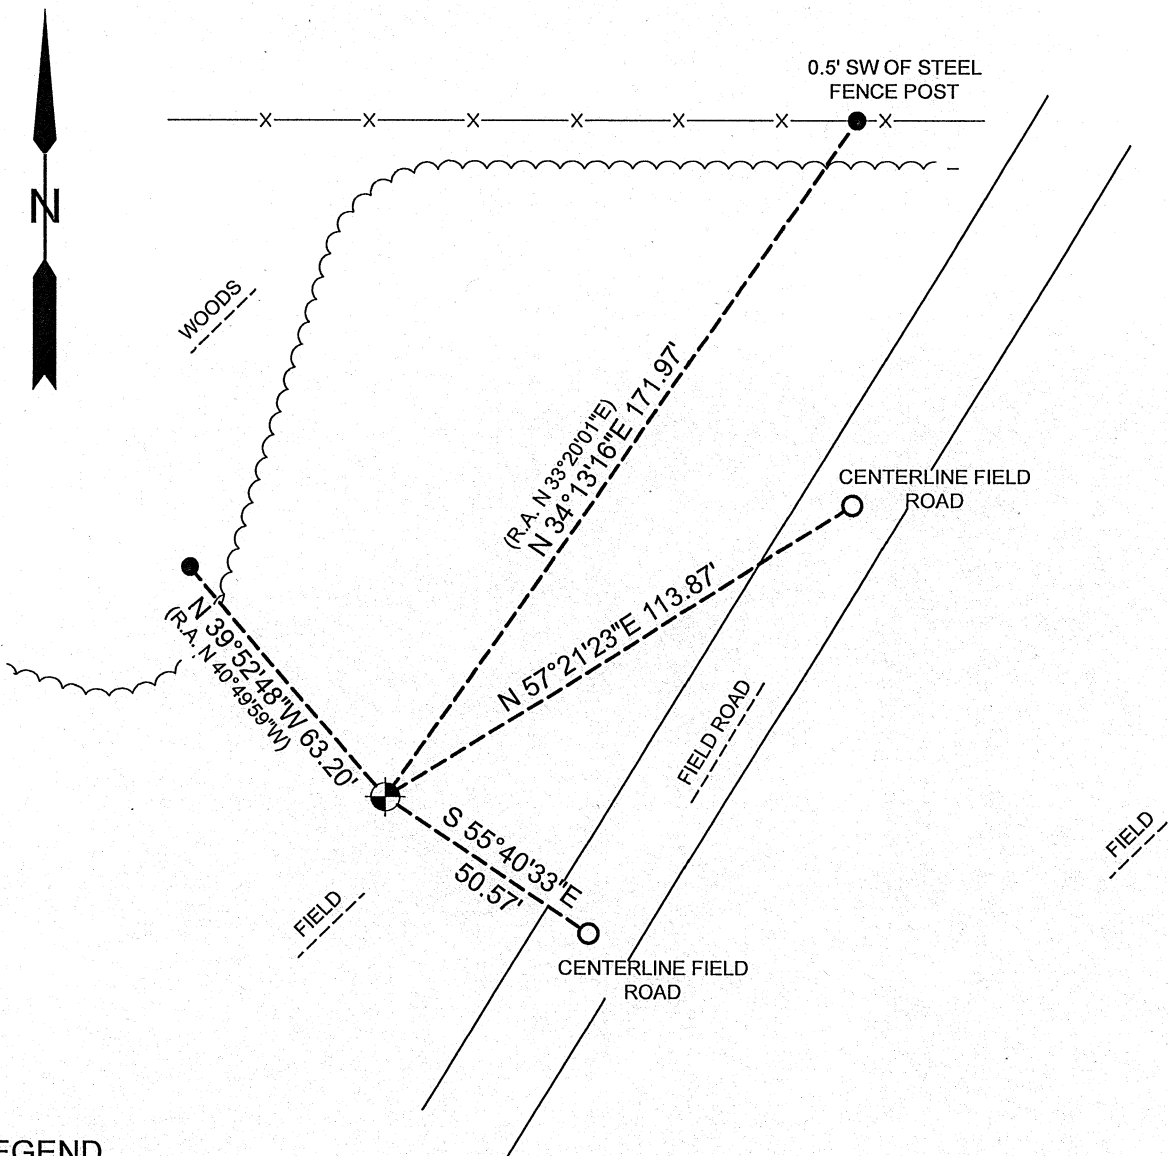 0.5' SW OF STEEL
FENCE POST
N
WOODS
(R.A. N 33°20'01"E)
N 34°13'16"E 171.97'
CENTERLINE FIELD
ROAD
N 57°21'23"E 113.87'
N 39°52'48"W 63.20'
(R.A. N 40°49'59"W)
FIELD ROAD
S 55°40'33"E
50.57'
FIELD
FIELD
CENTERLINE FIELD
ROAD
EGEND